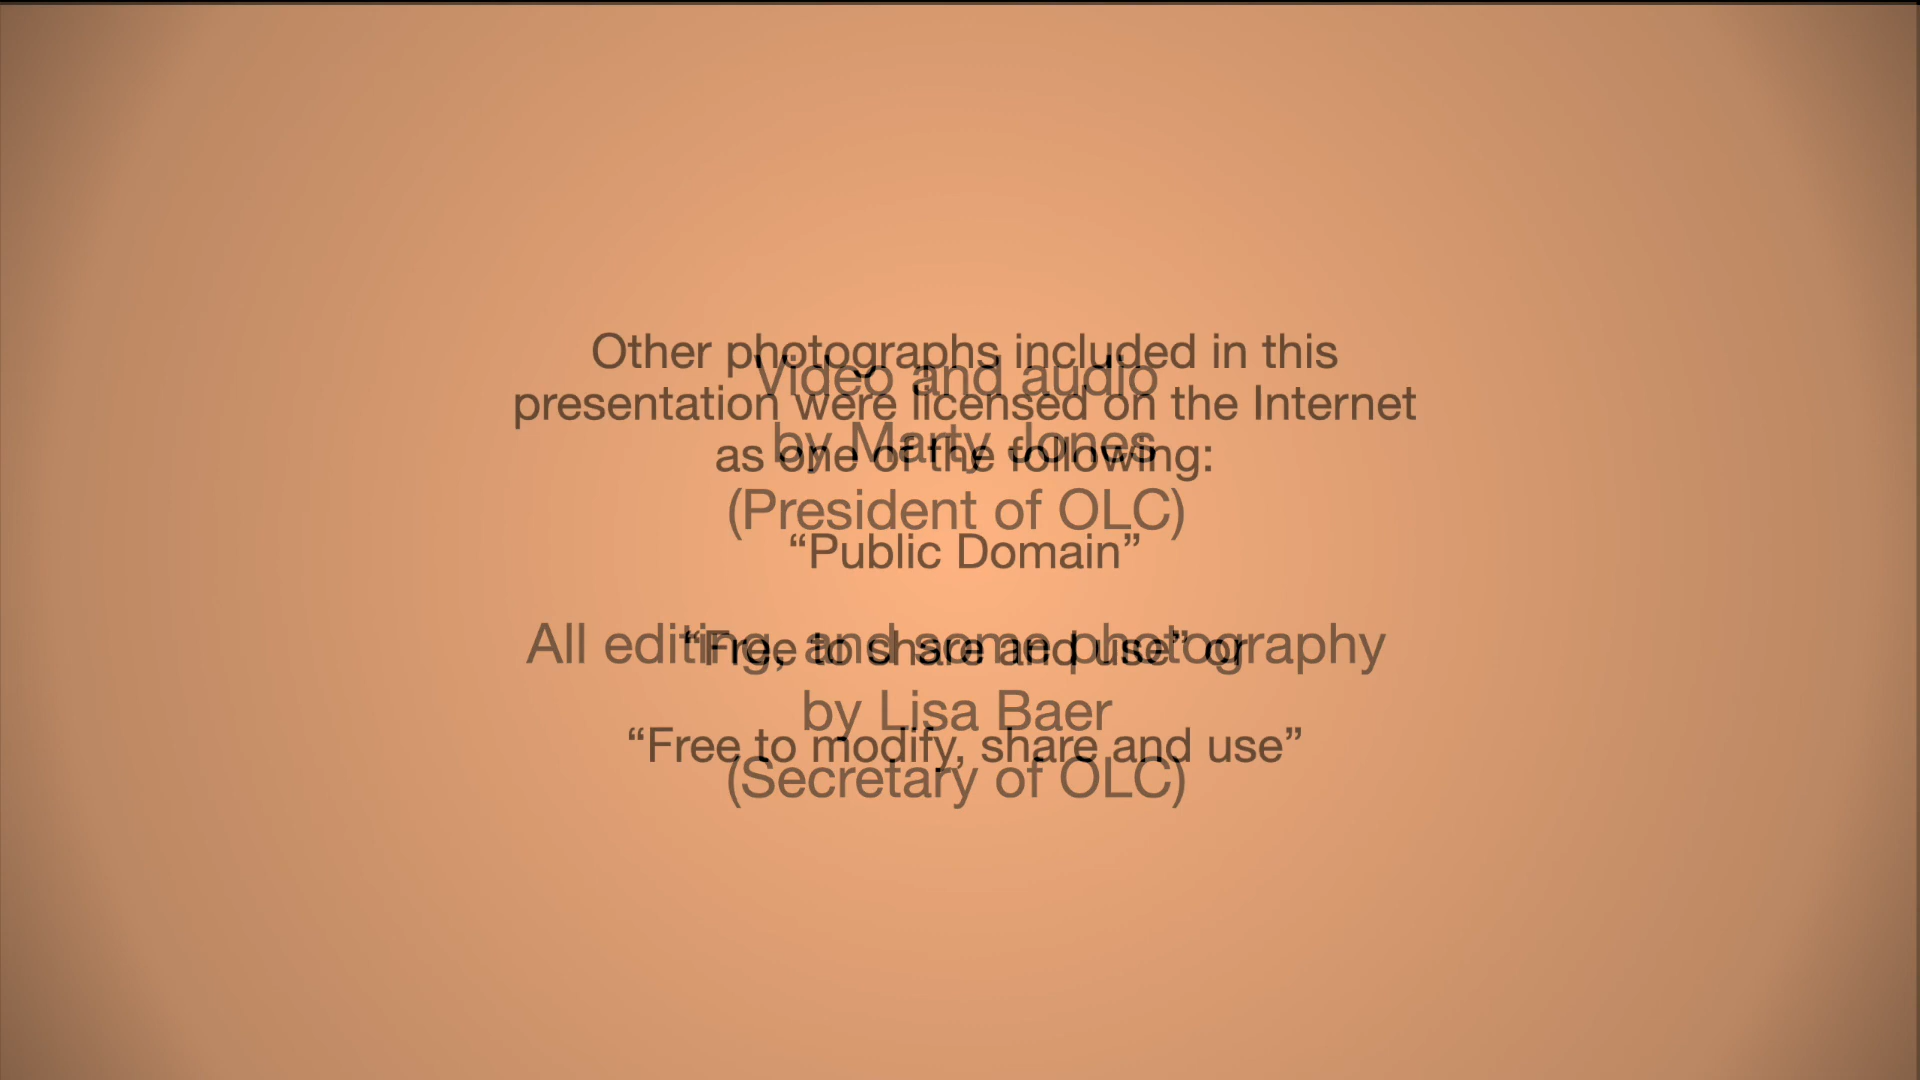 Other photographs included in this
Video and audio
presentation were licensed on the Internet
by Marty Jones
as one of the following:
(President of OLC)
“Public Domain”
All editing, and some photography
“Free to share and use” or
by Lisa Baer
“Free to modify, share and use”
(Secretary of OLC)